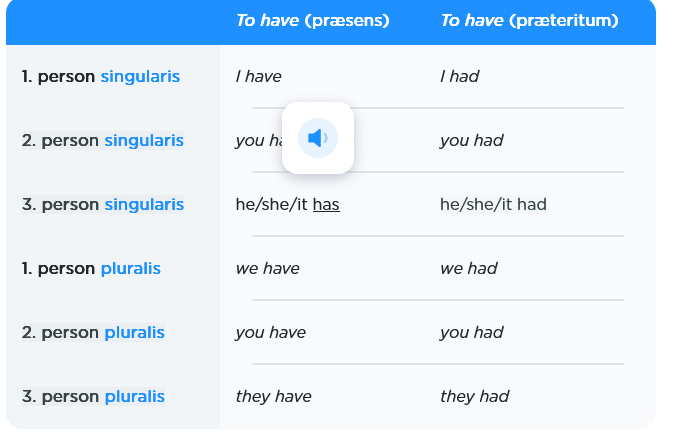 To have (præsens) To have (præteritum)
1. person singularis I have I had
2. person singularis you you had
3. person singularis he/she/it has he/she/it had
1. person pluralis we have we had
2. person pluralis you have you had
3. person pluralis they have they had